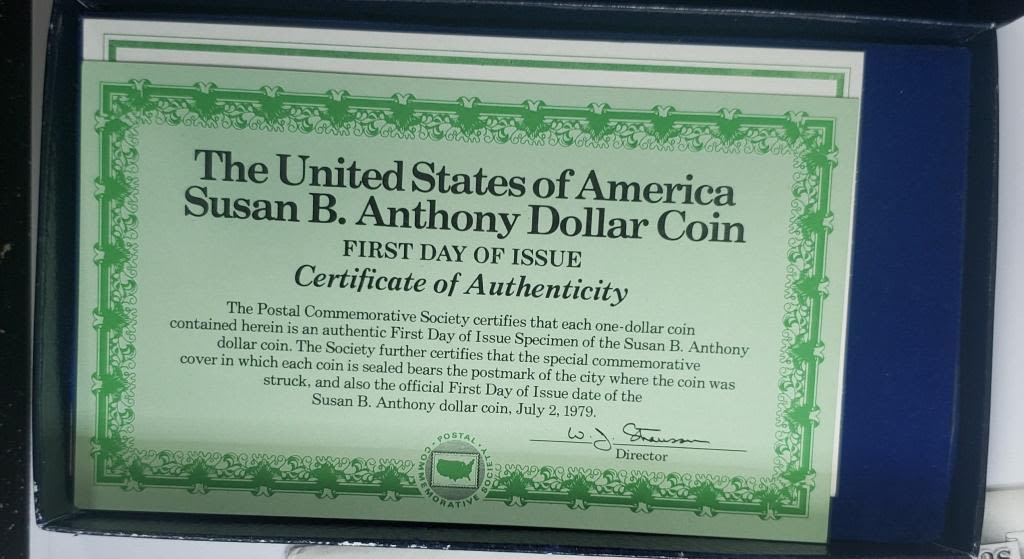 The United States of America
Susan B. Anthony Dollar Coin
FIRST DAY OF ISSUE
Certificate of Authenticity
The Postal Commemorative Society certifies that each one-dollar coin
contained herein is an authentic First Day of Issue Specimen of the Susan B. Anthony
dollar coin. The Society further certifies that the special commemorative
cover in which each coin is sealed bears the postmark of the city where the coin was
struck, and also the official First Day of Issue date of the
Susan B. Anthony dollar coin, July 2, 1979.
W. J.
Director
POSTAL
COMMEMORATIVE SOCIETY